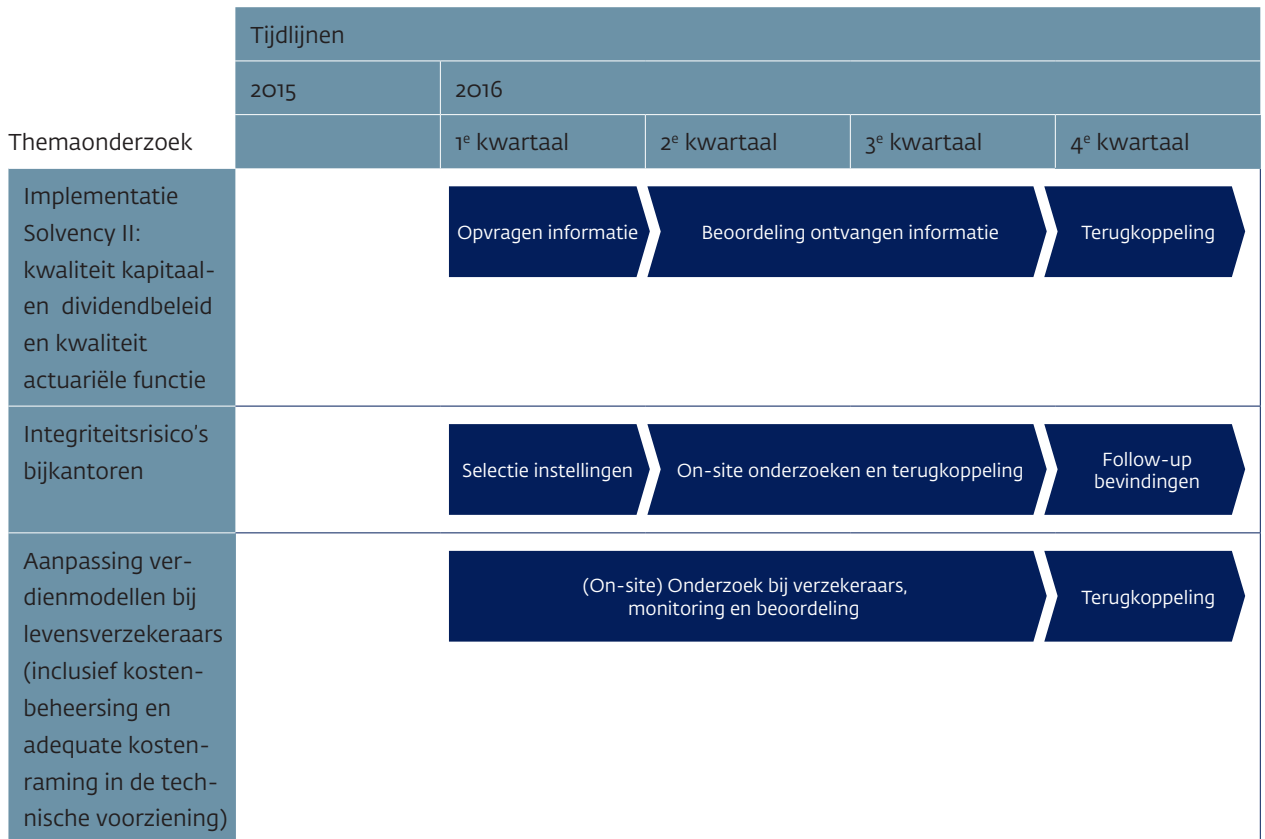 Tijdlijnen
2015 2016
Themaonderzoek 1e kwartaal 2e kwartaal 3e kwartaal 4e kwartaal
Implementatie
Solvency II:
kwaliteit kapitaal-
en dividendbeleid
en kwaliteit
actuariële functie
Opvragen informatie Beoordeling ontvangen informatie Terugkoppeling
Integriteitsrisico's
bijkantoren
Selectie instellingen On-site onderzoeken en terugkoppeling Follow-up
bevindingen
Aanpassing ver-
dienmodellen bij
levensverzekeraars
(inclusief kosten-
beheersing en
adequate kosten-
raming in de tech-
nische voorziening)
(On-site) Onderzoek bij verzekeraars,
monitoring en beoordeling
Terugkoppeling